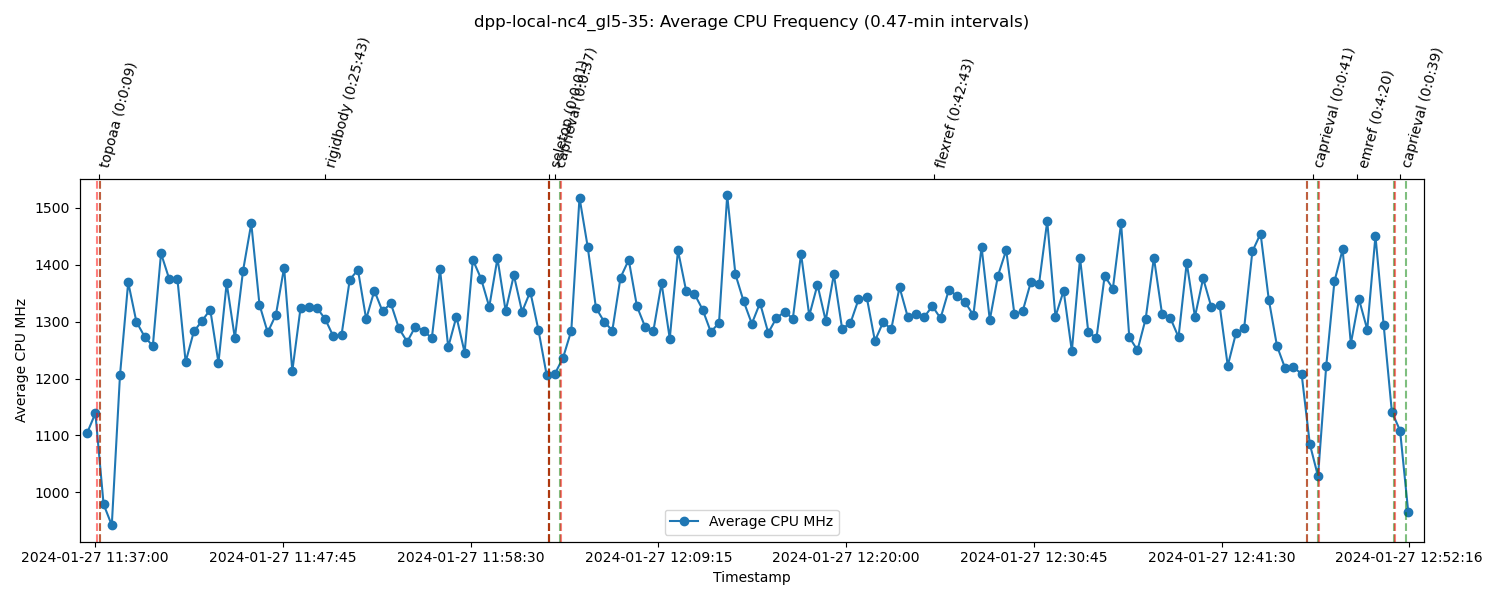 dpp-local-nc4_gl5-35: Average CPU Frequency (0.47-min intervals)
topoaa (0:0:09)
rigidbody (0:25:43)
seletop (0:0:01)
caprieval (0:0:37)
flexref (0:42:43)
caprieval (0:0:41)
emref (0:4:20)
caprieval (0:0:39)
Average CPU MHz
1500
1400
1300
1200
1100
1000
Average CPU MHz
2024-01-27 11:37:00
2024-01-27 11:47:45
2024-01-27 11:58:30
2024-01-27 12:09:15
2024-01-27 12:20:00
2024-01-27 12:30:45
2024-01-27 12:41:30
2024-01-27 12:52:16
Timestamp